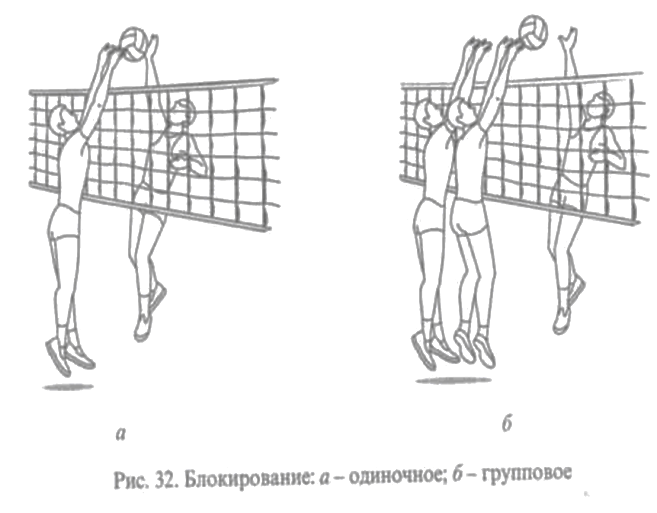 а
б
Рис. 32. Блокирование: а – одиночное; б – групповое